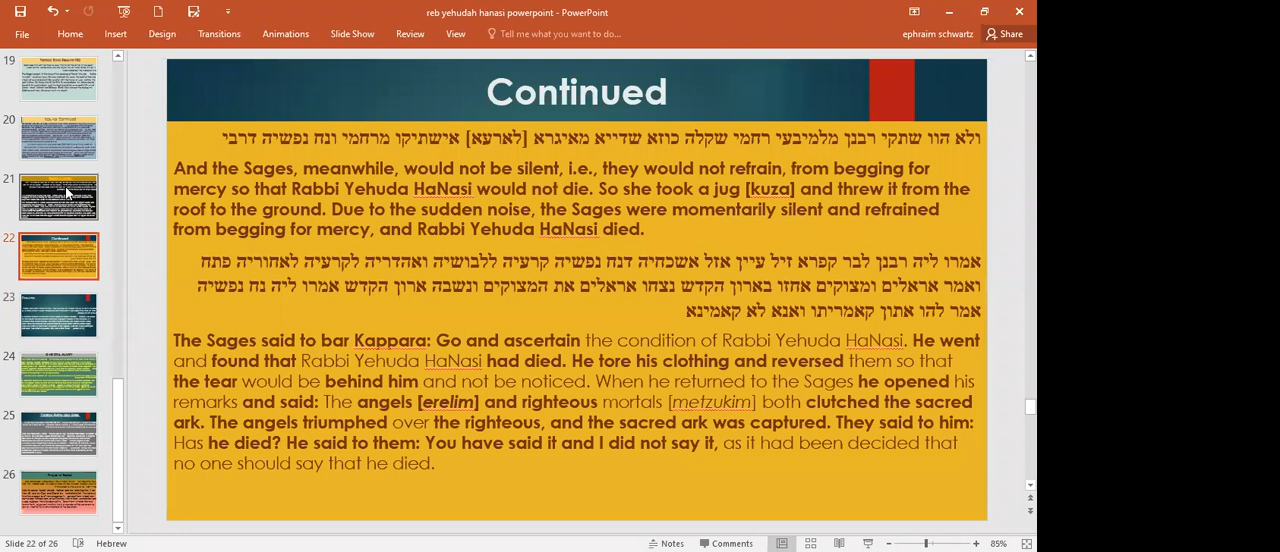 reb yehudah hanasi powerpoint - PowerPoint
File Home Insert Design Transitions Animations Slide Show Review View Tell me what you want to do... ephraim schwartz Share
19
20
21
22
23
24
25
26
Continued
ולא הוו שתקי רבנן מלמיבעי רחמי שקלה כוזא שדייא מאיגרא [לארעא] אישתיקו מרחמי ונח נפשיה דרבי
And the Sages, meanwhile, would not be silent, i.e., they would not refrain, from begging for
mercy so that Rabbi Yehuda HaNasi would not die. So she took a jug [kuza] and threw it from the
roof to the ground. Due to the sudden noise, the Sages were momentarily silent and refrained
from begging for mercy, and Rabbi Yehuda HaNasi died.
אמרו ליה רבנן לבר קפרא זיל עיין אזל אשכחיה דנח נפשיה קרעיה ללבושיה ואהדריה לקרעיה לאחוריה פתח
ואמר אראלים ומצוקים אחזו בארון הקדש נצחו אראלים את המצוקים ונשבה ארון הקדש אמרו ליה נח נפשיה
אמר להו אתון קאמריתו ואנא לא קאמינא
The Sages said to bar Kappara: Go and ascertain the condition of Rabbi Yehuda HaNasi. He went
and found that Rabbi Yehuda HaNasi had died. He tore his clothing and reversed them so that
the tear would be behind him and not be noticed. When he returned to the Sages he opened his
remarks and said: The angels [erelim] and righteous mortals [metzukim] both clutched the sacred
ark. The angels triumphed over the righteous, and the sacred ark was captured. They said to him:
Has he died? He said to them: You have said it and I did not say it, as it had been decided that
no one should say that he died.
Slide 22 of 26 Hebrew Notes Comments 85%